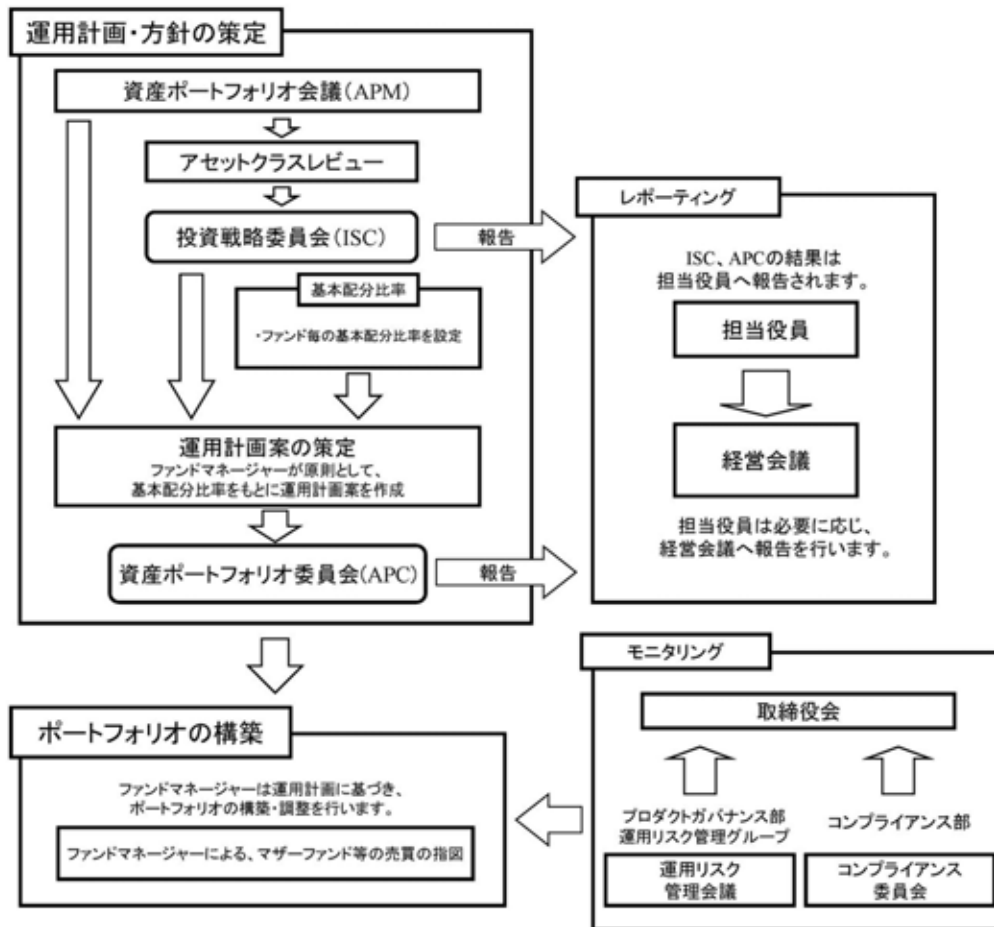 運用計画・方針の策定
資産ポートフォリオ会議(APM)
アセットクラスレビュー
投資戦略委員会(ISC)
報告
基本配分比率
・ファンド毎の基本配分比率を設定
運用計画案の策定
ファンドマネージャーが原則として、
基本配分比率をもとに運用計画案を作成
資産ポートフォリオ委員会(APC)
報告
レポーティング
ISC、APCの結果は
担当役員へ報告されます。
担当役員
経営会議
担当役員は必要に応じ、
経営会議へ報告を行います。
ポートフォリオの構築
ファンドマネージャーは運用計画に基づき、
ポートフォリオの構築・調整を行います。
ファンドマネージャーによる、マザーファンド等の売買の指図
モニタリング
取締役会
プロダクトガバナンス部
運用リスク管理グループ
運用リスク
管理会議
コンプライアンス部
コンプライアンス
委員会